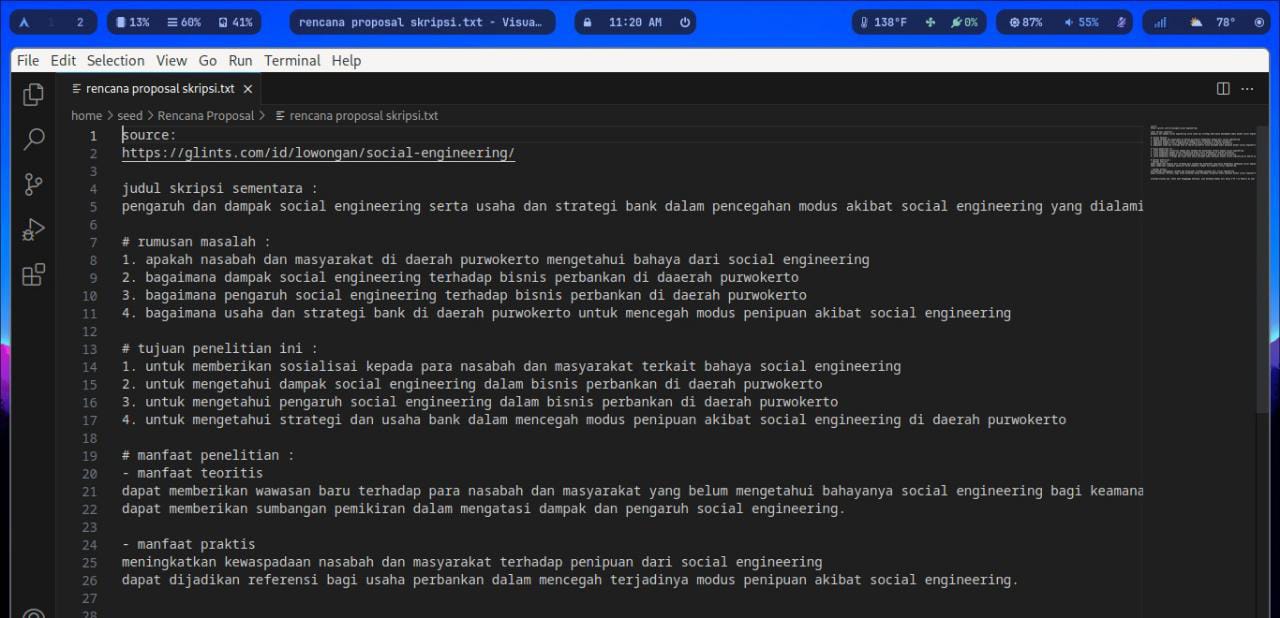 1 2 13% 60% 41% rencana proposal skripsi.txt - Visua… 11:20 AM 138°F 0% 87% 55% 78°
File Edit Selection View Go Run Terminal Help
rencana proposal skripsi.txt
home > seed > Rencana Proposal > rencana proposal skripsi.txt
1 source:
2 https://glints.com/id/lowongan/social-engineering/
3
4 judul skripsi sementara :
5 pengaruh dan dampak social engineering serta usaha dan strategi bank dalam pencegahan modus akibat social engineering yang dialami
6
7 # rumusan masalah :
8 1. apakah nasabah dan masyarakat di daerah purwokerto mengetahui bahaya dari social engineering
9 2. bagaimana dampak social engineering terhadap bisnis perbankan di daaerah purwokerto
10 3. bagaimana pengaruh social engineering terhadap bisnis perbankan di daerah purwokerto
11 4. bagaimana usaha dan strategi bank di daerah purwokerto untuk mencegah modus penipuan akibat social engineering
12
13 # tujuan penelitian ini :
14 1. untuk memberikan sosialisai kepada para nasabah dan masyarakat terkait bahaya social engineering
15 2. untuk mengetahui dampak social engineering dalam bisnis perbankan di daerah purwokerto
16 3. untuk mengetahui pengaruh social engineering dalam bisnis perbankan di daerah purwokerto
17 4. untuk mengetahui strategi dan usaha bank dalam mencegah modus penipuan akibat social engineering di daerah purwokerto
18
19 # manfaat penelitian :
20 - manfaat teoritis
21 dapat memberikan wawasan baru terhadap para nasabah dan masyarakat yang belum mengetahui bahayanya social engineering bagi keamana
22 dapat memberikan sumbangan pemikiran dalam mengatasi dampak dan pengaruh social engineering.
23
24 - manfaat praktis
25 meningkatkan kewaspadaan nasabah dan masyarakat terhadap penipuan dari social engineering
26 dapat dijadikan referensi bagi usaha perbankan dalam mencegah terjadinya modus penipuan akibat social engineering.
27
28